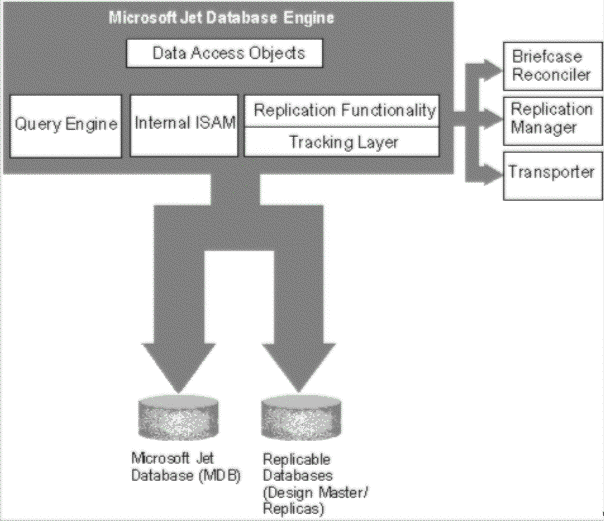 Microsoft Jet Database Engine
Data Access Objects
Query Engine
Internal ISAM
Replication Functionality
Tracking Layer
Briefcase
Reconciler
Replication
Manager
Transporter
Microsoft Jet
Database (MDB)
Replicable
Databases
(Design Master/
Replicas)